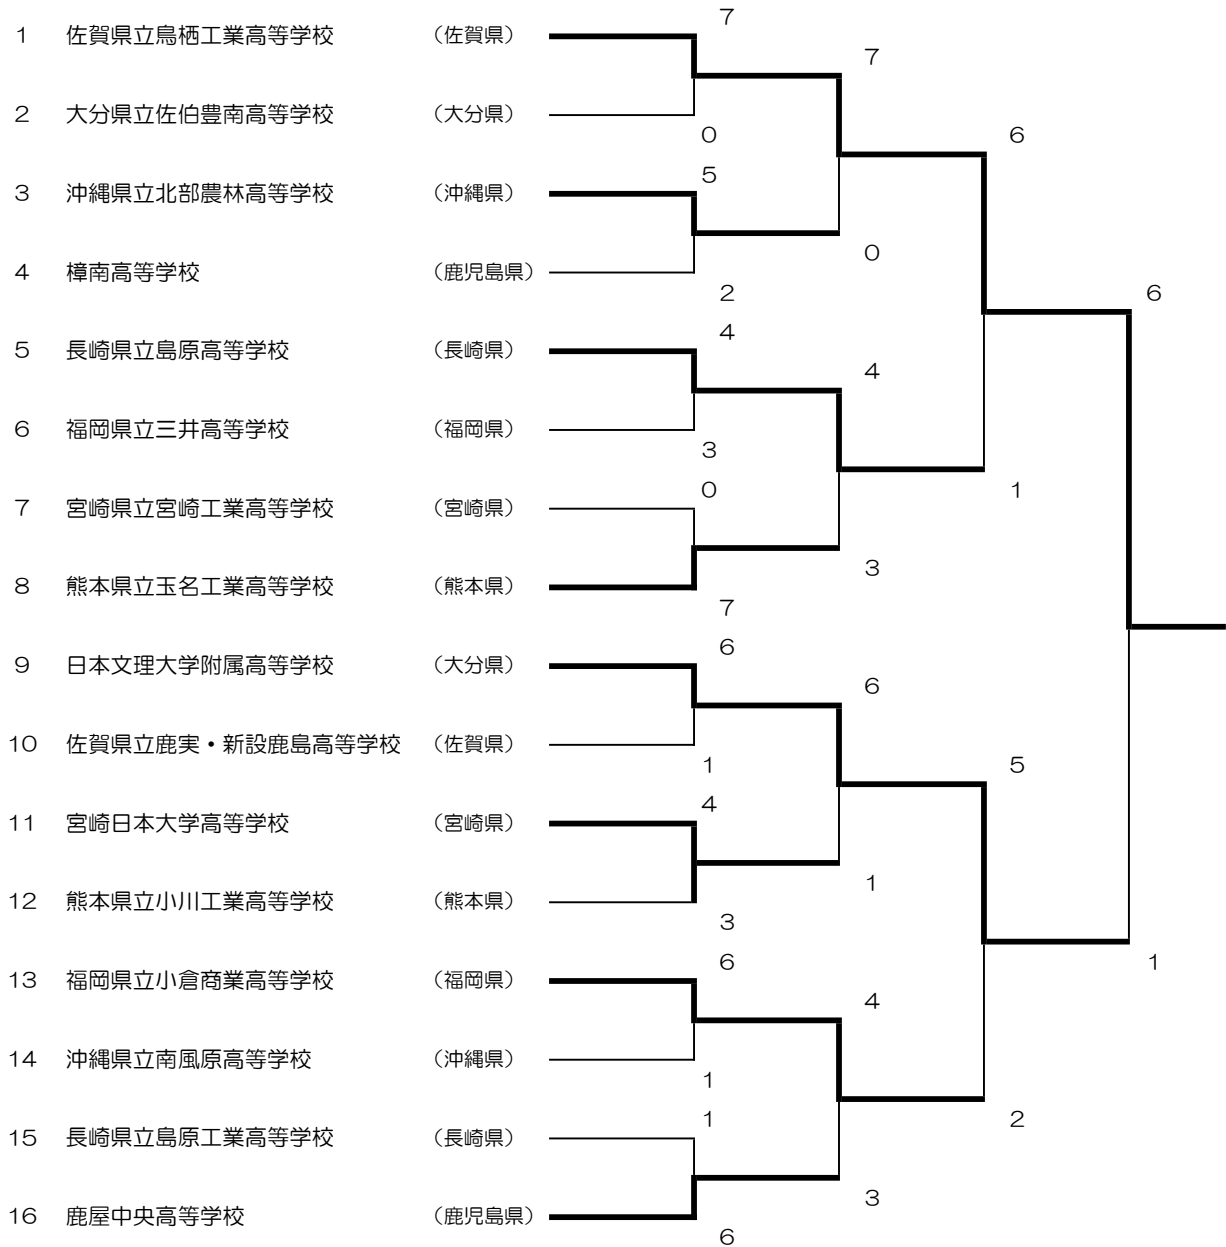 7
1 佐賀県立鳥栖工業高等学校 （佐賀県）
7
2 大分県立佐伯豊南高等学校 （大分県）
0
6
5
3 沖縄県立北部農林高等学校 （沖縄県）
0
4 樟南高等学校 （鹿児島県）
2
6
4
5 長崎県立島原高等学校 （長崎県）
4
6 福岡県立三井高等学校 （福岡県）
3
0
1
7 宮崎県立宮崎工業高等学校 （宮崎県）
3
8 熊本県立玉名工業高等学校 （熊本県）
7
6
9 日本文理大学附属高等学校 （大分県）
6
10 佐賀県立鹿実・新設鹿島高等学校 （佐賀県）
1
5
4
11 宮崎日本大学高等学校 （宮崎県）
1
12 熊本県立小川工業高等学校 （熊本県）
3
6
1
13 福岡県立小倉商業高等学校 （福岡県）
4
14 沖縄県立南風原高等学校 （沖縄県）
1
1
2
15 長崎県立島原工業高等学校 （長崎県）
3
16 鹿屋中央高等学校 （鹿児島県）
6